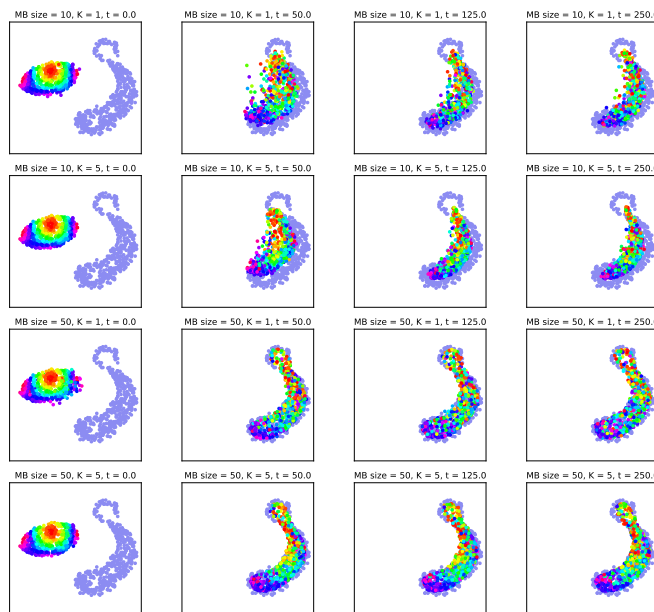 MB size = 10, K = 1, t = 0.0
MB size = 10, K = 1, t = 50.0
MB size = 10, K = 1, t = 125.0
MB size = 10, K = 1, t = 250.0
MB size = 10, K = 5, t = 0.0
MB size = 10, K = 5, t = 50.0
MB size = 10, K = 5, t = 125.0
MB size = 10, K = 5, t = 250.0
MB size = 50, K = 1, t = 0.0
MB size = 50, K = 1, t = 50.0
MB size = 50, K = 1, t = 125.0
MB size = 50, K = 1, t = 250.0
MB size = 50, K = 5, t = 0.0
MB size = 50, K = 5, t = 50.0
MB size = 50, K = 5, t = 125.0
MB size = 50, K = 5, t = 250.0